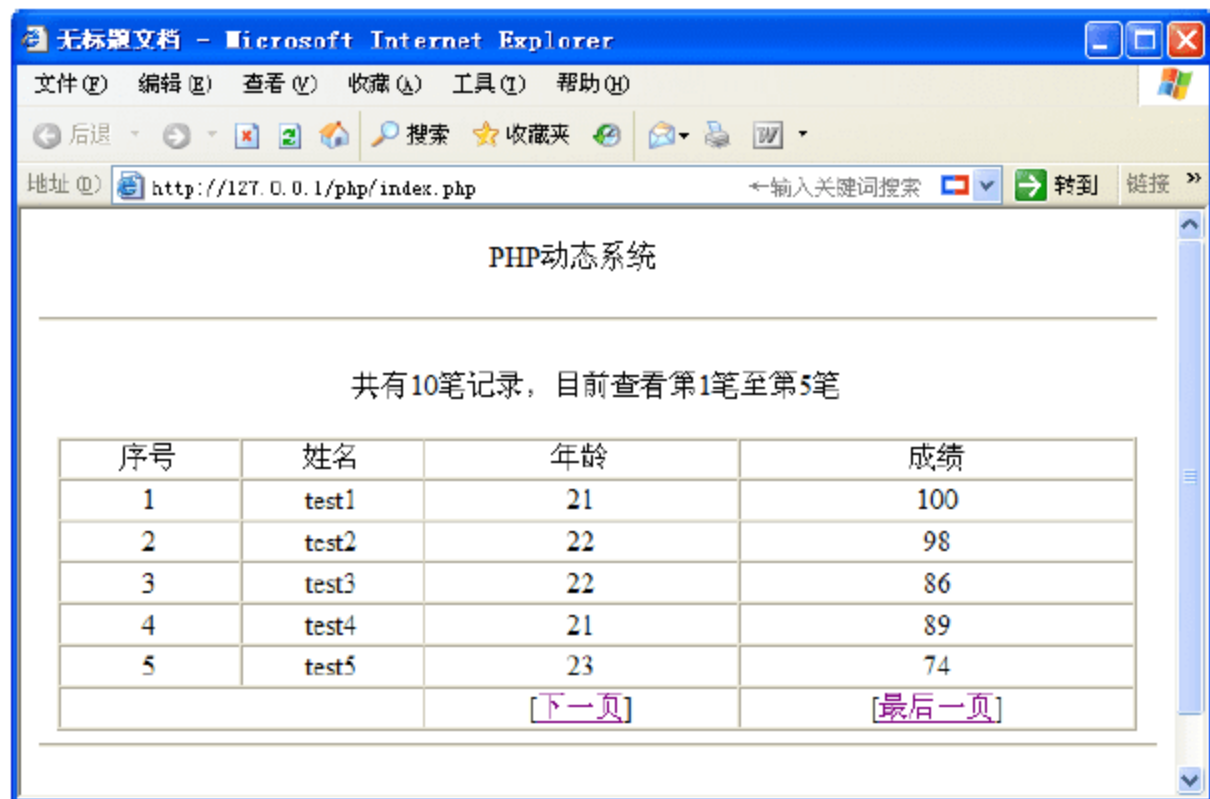 无标题文档 - Microsoft Internet Explorer
文件(F) 编辑(E) 查看(V) 收藏(A) 工具(T) 帮助(H)
后退 搜索 收藏夹
地址(D) http://127.0.0.1/php/index.php ←输入关键词搜索 转到 链接 »
PHP动态系统
共有10笔记录，目前查看第1笔至第5笔
序号 姓名 年龄 成绩
1 test1 21 100
2 test2 22 98
3 test3 22 86
4 test4 21 89
5 test5 23 74
[下一页] [最后一页]